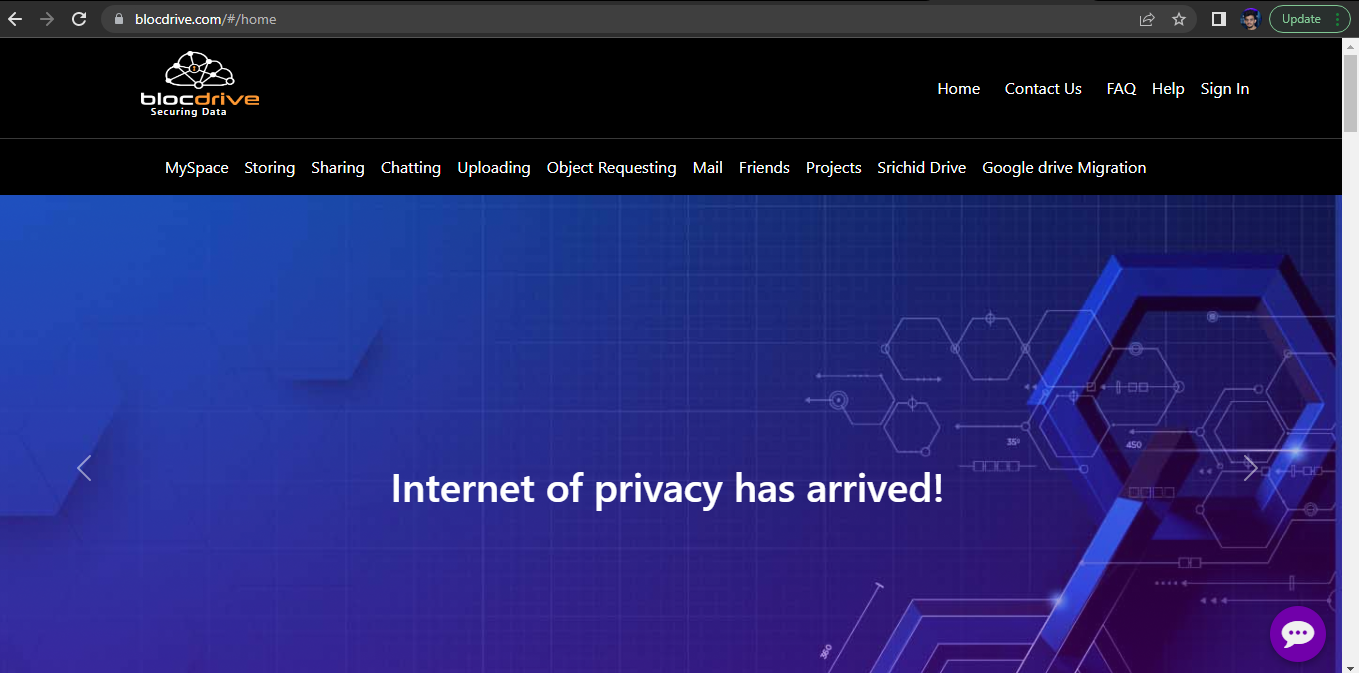 blocdrive.com/#/home
Update
blocdrive
Securing Data
Home Contact Us FAQ Help Sign In
MySpace Storing Sharing Chatting Uploading Object Requesting Mail Friends Projects Srichid Drive Google drive Migration
35º
450
Internet of privacy has arrived!
360